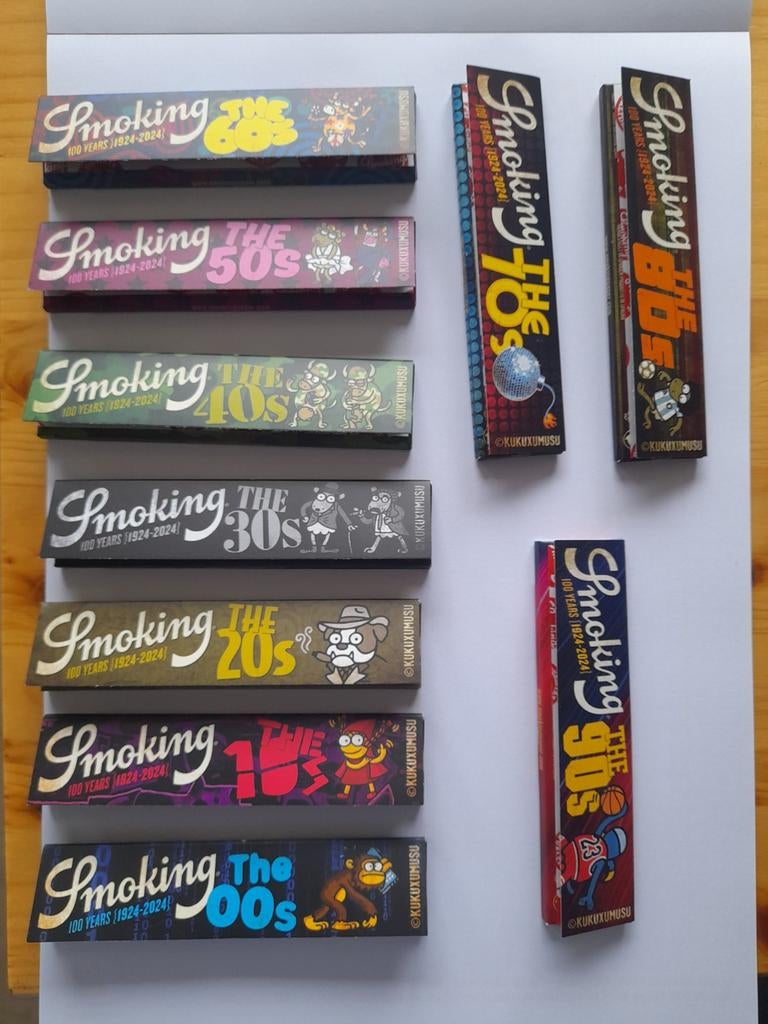 Smoking
100 YEARS [1924-2024]
THE
60s
©KUKUXUMUSU
Smoking
100 YEARS [1924-2024]
THE
50s
©KUKUXUMUSU
Smoking
100 YEARS [1924-2024]
THE
40s
©KUKUXUMUSU
Smoking
100 YEARS [1924-2024]
THE
30s
©KUKUXUMUSU
Smoking
100 YEARS [1924-2024]
THE
20s
©KUKUXUMUSU
Smoking
100 YEARS [1924-2024]
THE
10s
©KUKUXUMUSU
Smoking
100 YEARS [1924-2024]
The
00s
©KUKUXUMUSU
Smoking
100 YEARS [1924-2024]
THE
70s
©KUKUXUMUSU
Smoking
100 YEARS [1924-2024]
THE
80s
©KUKUXUMUSU
Smoking
100 YEARS [1924-2024]
THE
90s
23
©KUKUXUMUSU